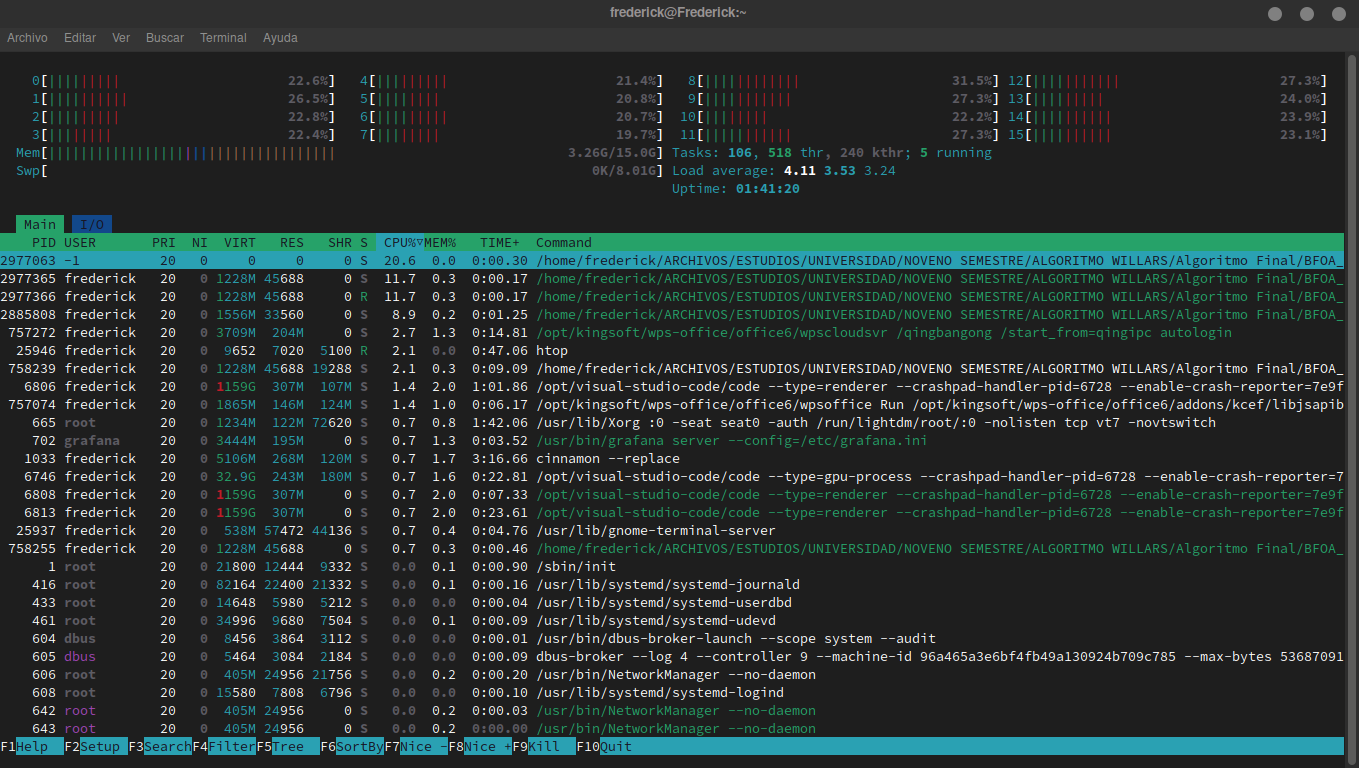 frederick@Frederick:~
Archivo Editar Ver Buscar Terminal Ayuda
0[||||||||| 22.6%] 4[||||||||| 21.4%] 8[|||||||||||| 31.5%] 12[||||||||||| 27.3%]
1[|||||||||| 26.5%] 5[|||||||| 20.8%] 9[||||||||||| 27.3%] 13[||||||||| 24.0%]
2[||||||||| 22.8%] 6[||||||||| 20.7%] 10[|||||||| 22.2%] 14[|||||||||| 23.9%]
3[|||||||| 22.4%] 7[|||||||| 19.7%] 11[||||||||||| 27.3%] 15[|||||||||| 23.1%]
Mem[|||||||||||||||||||||||||||||||||||| 3.26G/15.0G] Tasks: 106, 518 thr, 240 kthr; 5 running
Swp[ 0K/8.01G] Load average: 4.11 3.53 3.24
Uptime: 01:41:20
Main I/O
PID USER PRI NI VIRT RES SHR S CPU%▽MEM% TIME+ Command
2977063 -1 20 0 0 0 0 S 20.6 0.0 0:00.30 /home/frederick/ARCHIVOS/ESTUDIOS/UNIVERSIDAD/NOVENO SEMESTRE/ALGORITMO WILLARS/Algoritmo Final/BFOA_
2977365 frederick 20 0 1228M 45688 0 S 11.7 0.3 0:00.17 /home/frederick/ARCHIVOS/ESTUDIOS/UNIVERSIDAD/NOVENO SEMESTRE/ALGORITMO WILLARS/Algoritmo Final/BFOA_
2977366 frederick 20 0 1228M 45688 0 R 11.7 0.3 0:00.17 /home/frederick/ARCHIVOS/ESTUDIOS/UNIVERSIDAD/NOVENO SEMESTRE/ALGORITMO WILLARS/Algoritmo Final/BFOA_
2885808 frederick 20 0 1556M 33560 0 S 8.9 0.2 0:01.25 /home/frederick/ARCHIVOS/ESTUDIOS/UNIVERSIDAD/NOVENO SEMESTRE/ALGORITMO WILLARS/Algoritmo Final/BFOA_
757272 frederick 20 0 3709M 204M 0 S 2.7 1.3 0:14.81 /opt/kingsoft/wps-office/office6/wpscloudsvr /qingbangong /start_from=qingipc autologin
25946 frederick 20 0 9652 7020 5100 R 2.1 0.0 0:47.06 htop
758239 frederick 20 0 1228M 45688 19288 S 2.1 0.3 0:09.09 /home/frederick/ARCHIVOS/ESTUDIOS/UNIVERSIDAD/NOVENO SEMESTRE/ALGORITMO WILLARS/Algoritmo Final/BFOA_
6806 frederick 20 0 1159G 307M 107M S 1.4 2.0 1:01.86 /opt/visual-studio-code/code --type=renderer --crashpad-handler-pid=6728 --enable-crash-reporter=7e9f
757074 frederick 20 0 1865M 146M 124M S 1.4 1.0 0:06.17 /opt/kingsoft/wps-office/office6/wpsoffice Run /opt/kingsoft/wps-office/office6/addons/kcef/libjsapib
665 root 20 0 1234M 122M 72620 S 0.7 0.8 1:42.06 /usr/lib/Xorg :0 -seat seat0 -auth /run/lightdm/root/:0 -nolisten tcp vt7 -novtswitch
702 grafana 20 0 3444M 195M 0 S 0.7 1.3 0:03.52 /usr/bin/grafana server --config=/etc/grafana.ini
1033 frederick 20 0 5106M 268M 120M S 0.7 1.7 3:16.66 cinnamon --replace
6746 frederick 20 0 32.9G 243M 180M S 0.7 1.6 0:22.81 /opt/visual-studio-code/code --type=gpu-process --crashpad-handler-pid=6728 --enable-crash-reporter=7
6808 frederick 20 0 1159G 307M 0 S 0.7 2.0 0:07.33 /opt/visual-studio-code/code --type=renderer --crashpad-handler-pid=6728 --enable-crash-reporter=7e9f
6813 frederick 20 0 1159G 307M 0 S 0.7 2.0 0:23.61 /opt/visual-studio-code/code --type=renderer --crashpad-handler-pid=6728 --enable-crash-reporter=7e9f
25937 frederick 20 0 538M 57472 44136 S 0.7 0.4 0:04.76 /usr/lib/gnome-terminal-server
758255 frederick 20 0 1228M 45688 0 S 0.7 0.3 0:00.46 /home/frederick/ARCHIVOS/ESTUDIOS/UNIVERSIDAD/NOVENO SEMESTRE/ALGORITMO WILLARS/Algoritmo Final/BFOA_
1 root 20 0 21800 12444 9332 S 0.0 0.1 0:00.90 /sbin/init
416 root 20 0 82164 22400 21332 S 0.0 0.1 0:00.16 /usr/lib/systemd/systemd-journald
433 root 20 0 14648 5980 5212 S 0.0 0.0 0:00.04 /usr/lib/systemd/systemd-userdbd
461 root 20 0 34996 9680 7504 S 0.0 0.1 0:00.09 /usr/lib/systemd/systemd-udevd
604 dbus 20 0 8456 3864 3112 S 0.0 0.0 0:00.01 /usr/bin/dbus-broker-launch --scope system --audit
605 dbus 20 0 5464 3084 2184 S 0.0 0.0 0:00.09 dbus-broker --log 4 --controller 9 --machine-id 96a465a3e6bf4fb49a130924b709c785 --max-bytes 53687091
606 root 20 0 405M 24956 21756 S 0.0 0.2 0:00.20 /usr/bin/NetworkManager --no-daemon
608 root 20 0 15580 7808 6796 S 0.0 0.0 0:00.10 /usr/lib/systemd/systemd-logind
642 root 20 0 405M 24956 0 S 0.0 0.2 0:00.03 /usr/bin/NetworkManager --no-daemon
643 root 20 0 405M 24956 0 S 0.0 0.2 0:00.00 /usr/bin/NetworkManager --no-daemon
F1Help F2Setup F3SearchF4FilterF5Tree F6SortByF7Nice -F8Nice +F9Kill F10Quit